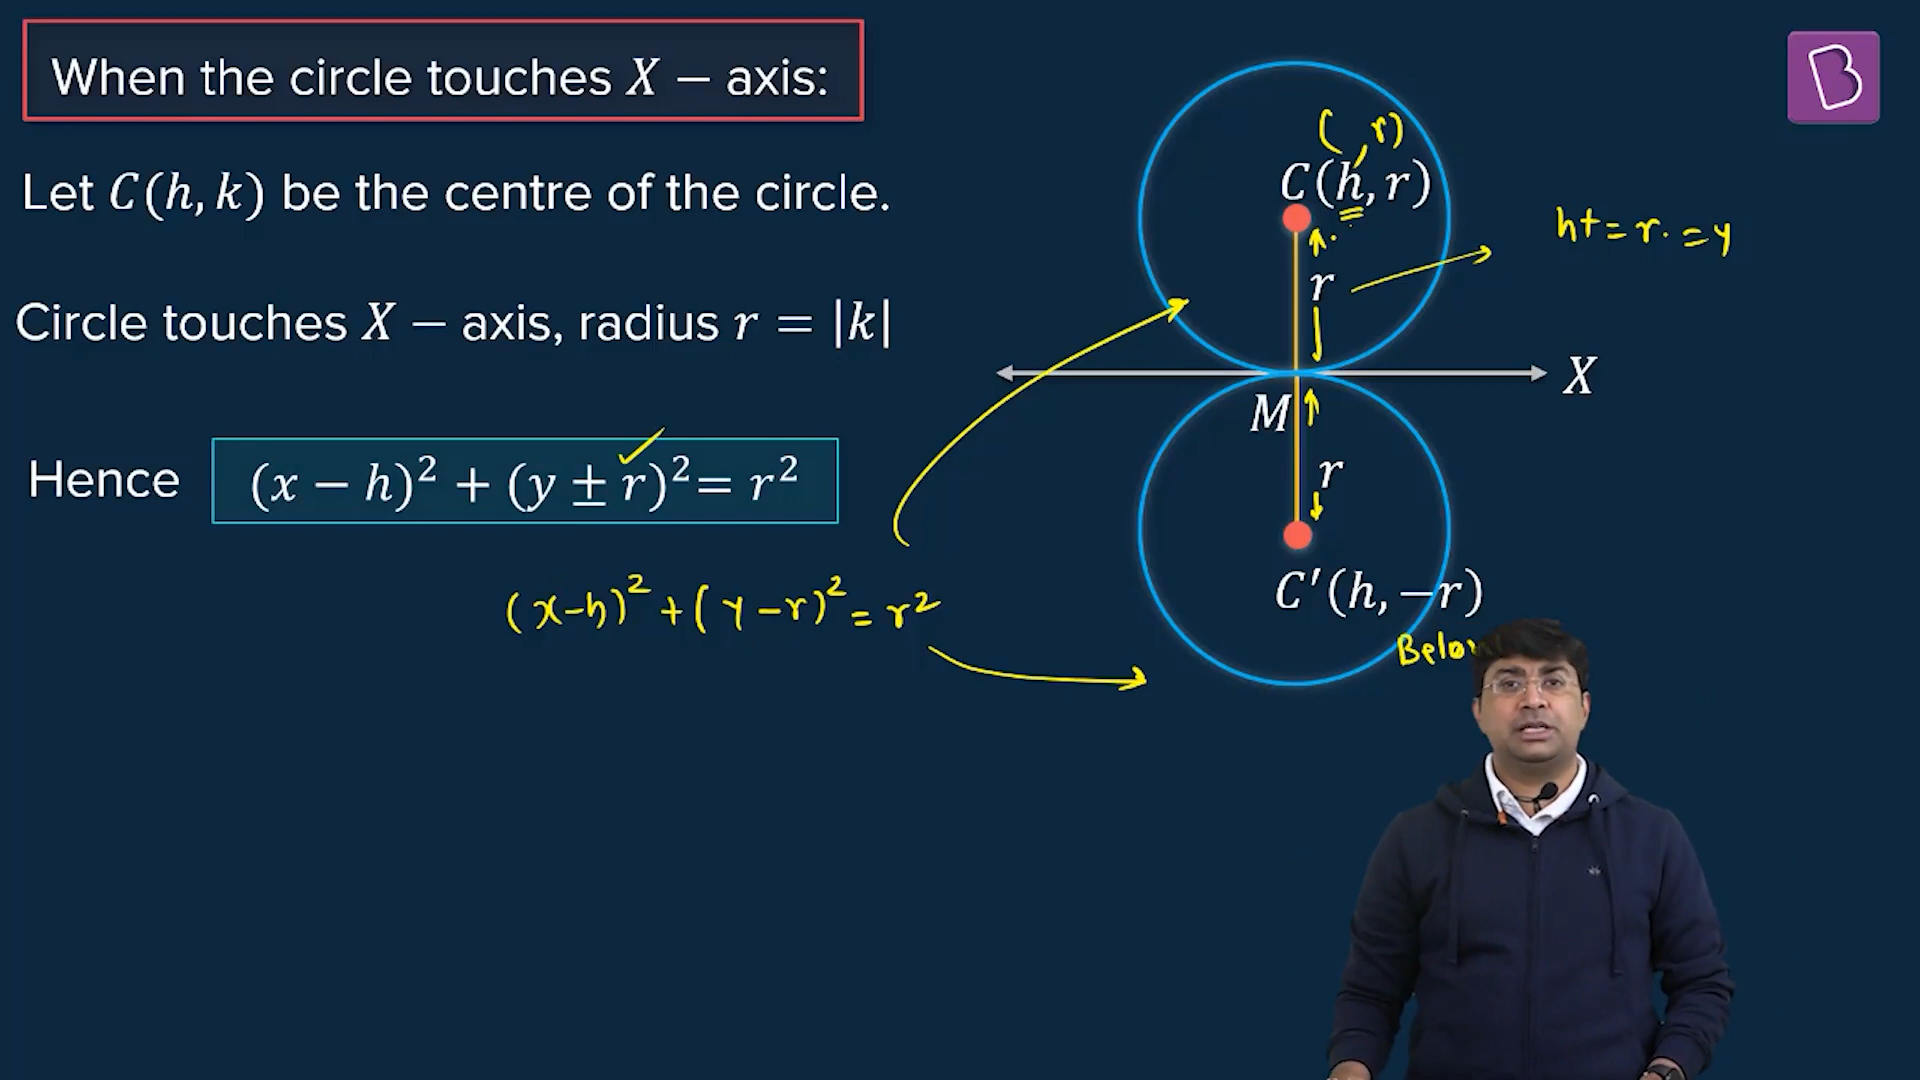 When the circle touches X – axis:
Let C(h, k) be the centre of the circle.
Circle touches X – axis, radius r = |k|
Hence (x – h)² + (y ± r)² = r²
(x-h)² + (y-r)² = r²
( , r)
C(h, r)
r
ht = r. = y
X
M
r
C′(h, –r)
B